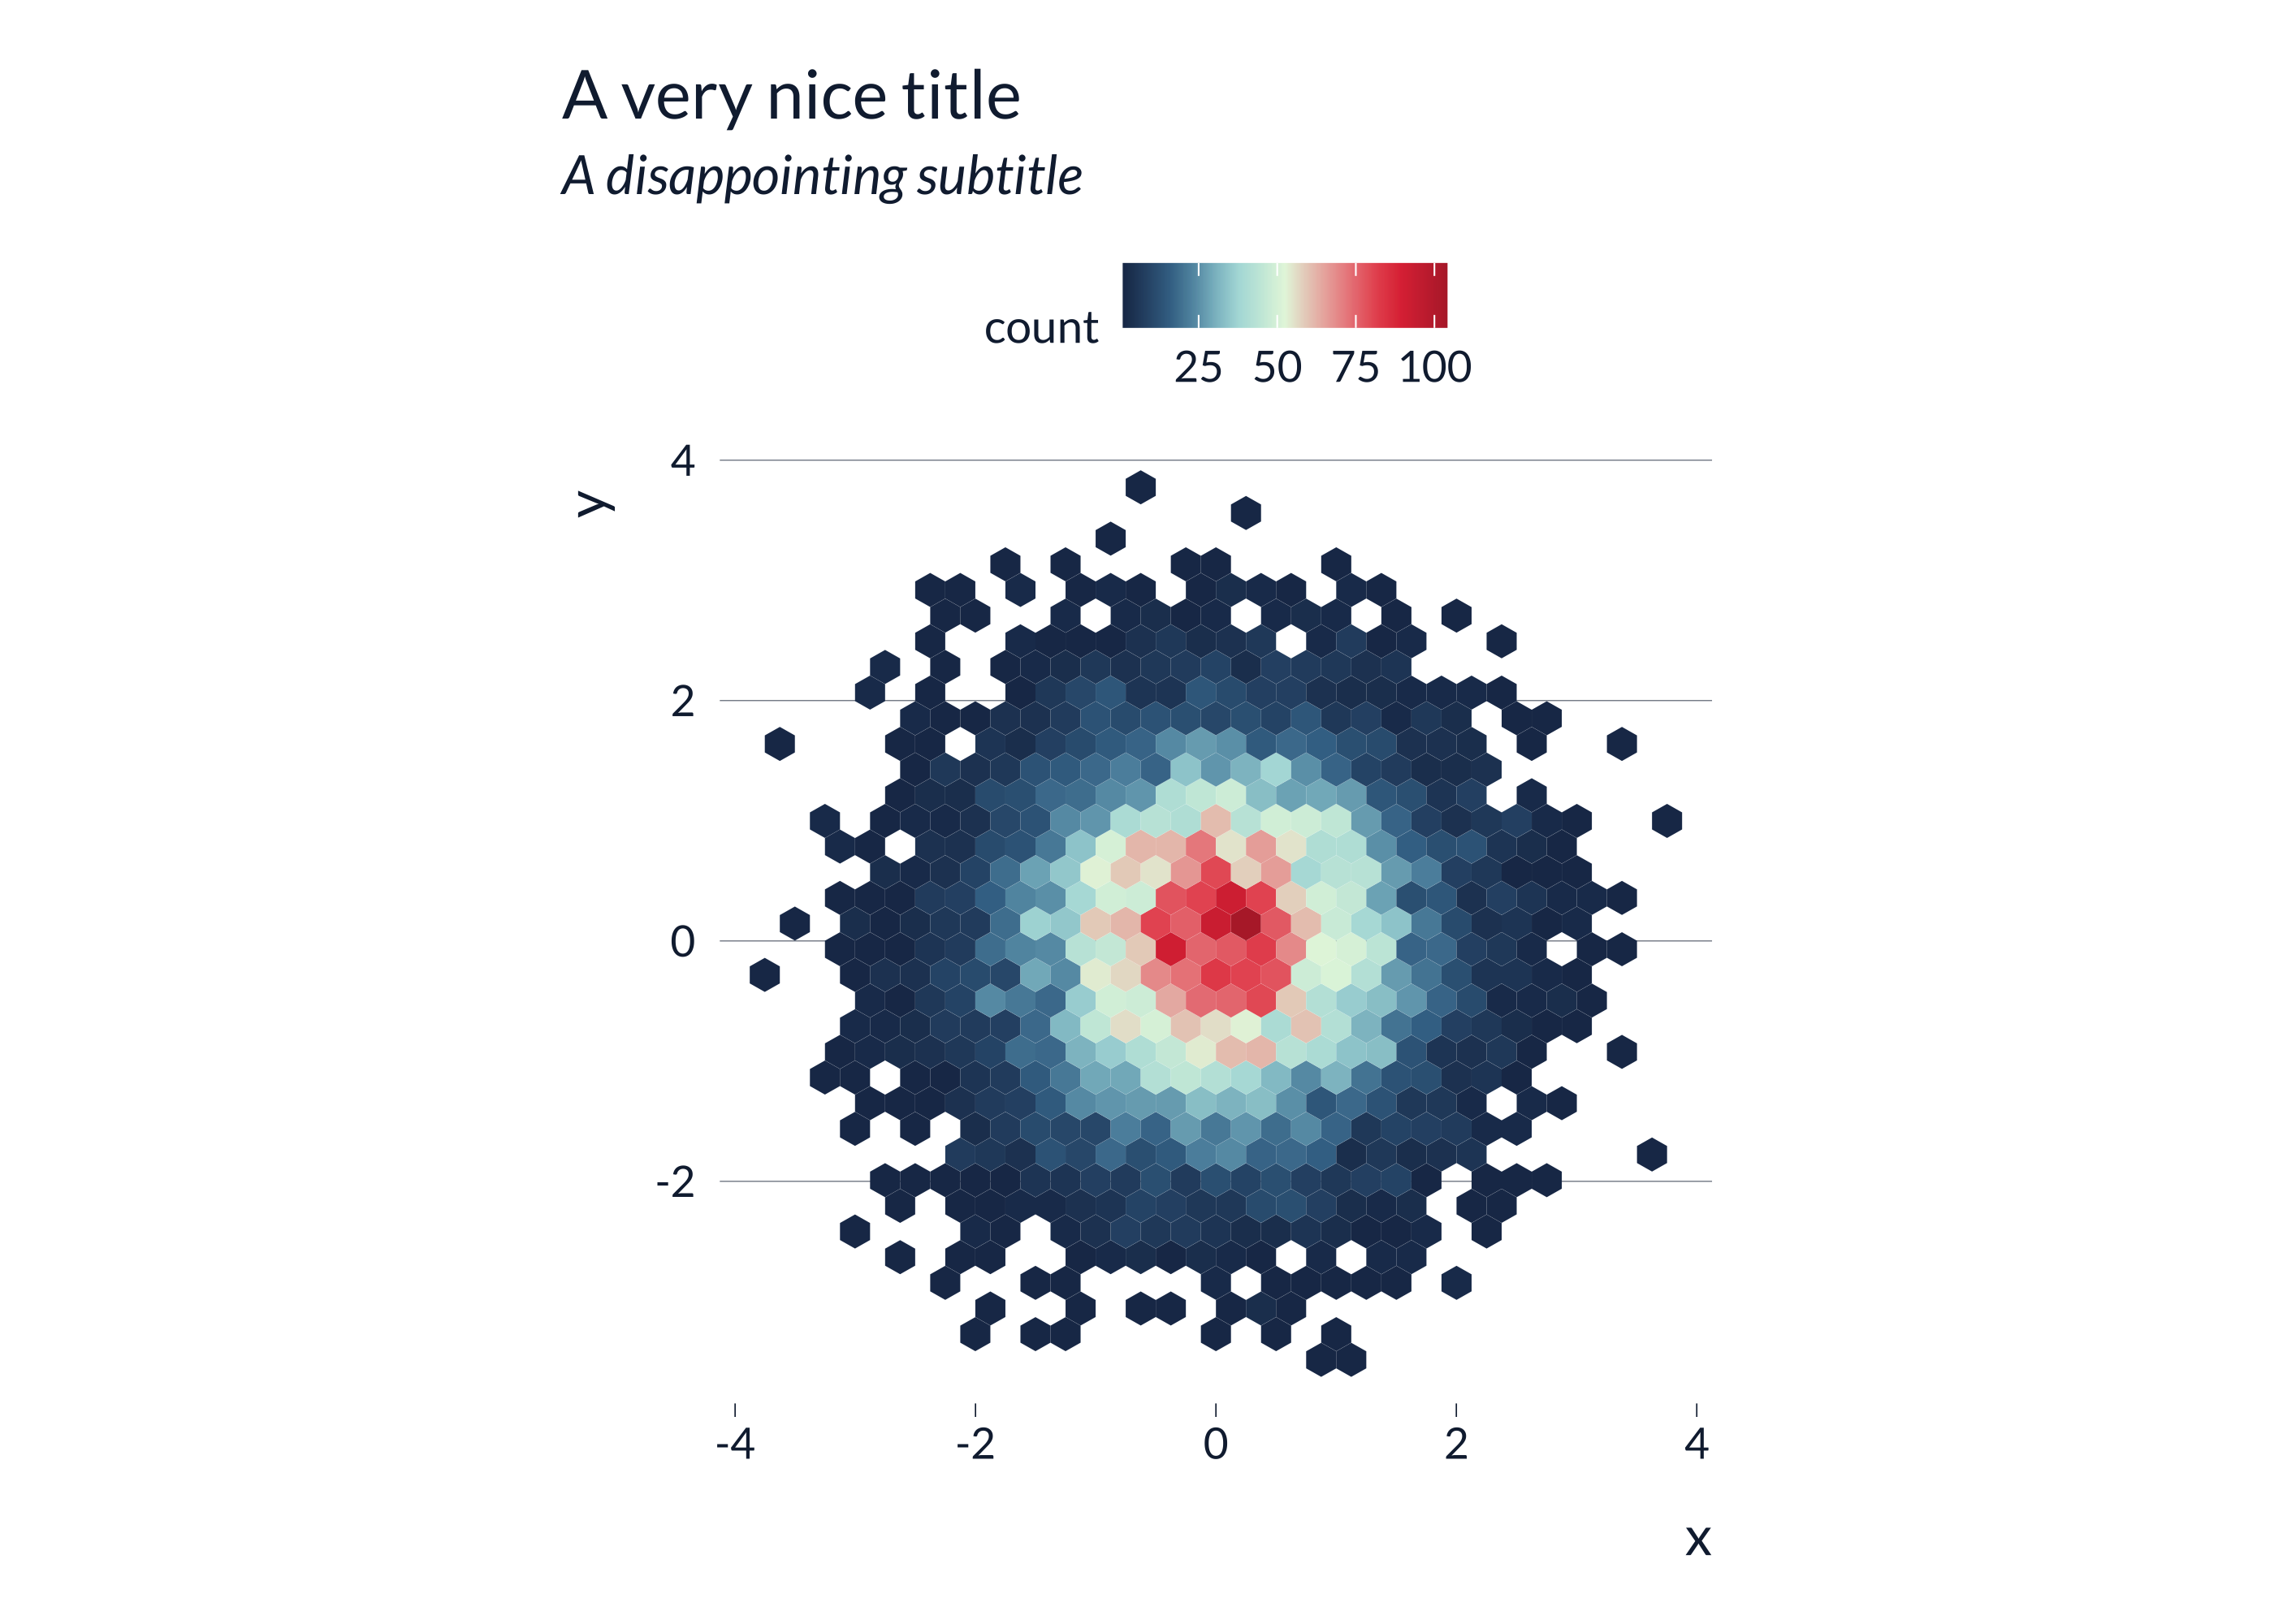 A very nice title
A disappointing subtitle
count
25 50 75 100
4
y
2
0
-2
-4 -2 0 2 4
x